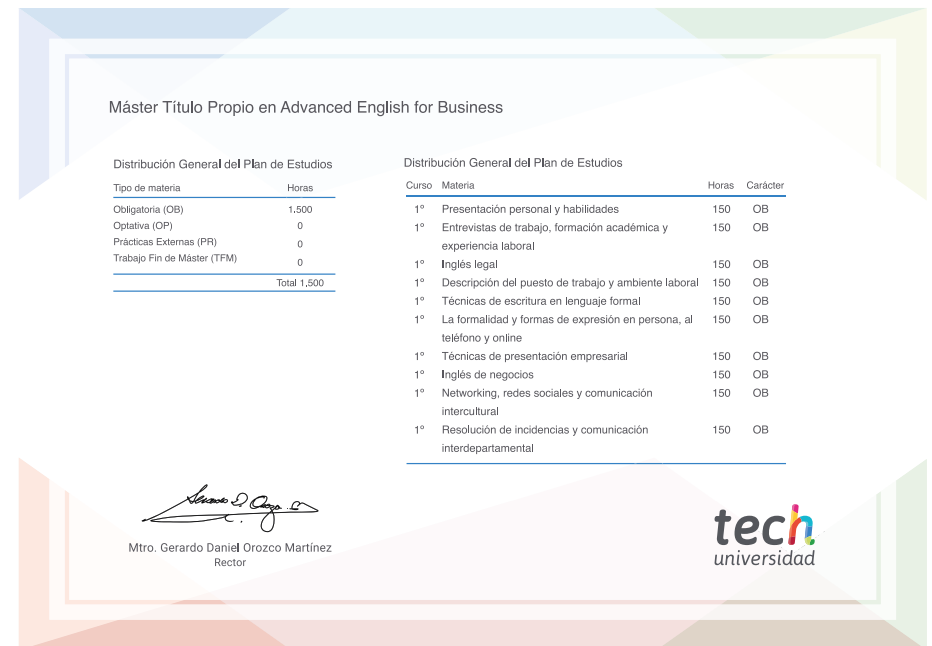 Máster Título Propio en Advanced English for Business
Distribución General del Plan de Estudios
Tipo de materia Horas
Obligatoria (OB) 1.500
Optativa (OP) 0
Prácticas Externas (PR) 0
Trabajo Fin de Máster (TFM) 0
Total 1,500
Distribución General del Plan de Estudios
Curso Materia Horas Carácter
1º Presentación personal y habilidades 150 OB
1º Entrevistas de trabajo, formación académica y 150 OB
experiencia laboral
1º Inglés legal 150 OB
1º Descripción del puesto de trabajo y ambiente laboral 150 OB
1º Técnicas de escritura en lenguaje formal 150 OB
1º La formalidad y formas de expresión en persona, al 150 OB
teléfono y online
1º Técnicas de presentación empresarial 150 OB
1º Inglés de negocios 150 OB
1º Networking, redes sociales y comunicación 150 OB
intercultural
1º Resolución de incidencias y comunicación 150 OB
interdepartamental
Mtro. Gerardo Daniel Orozco Martínez
Rector
tech
universidad